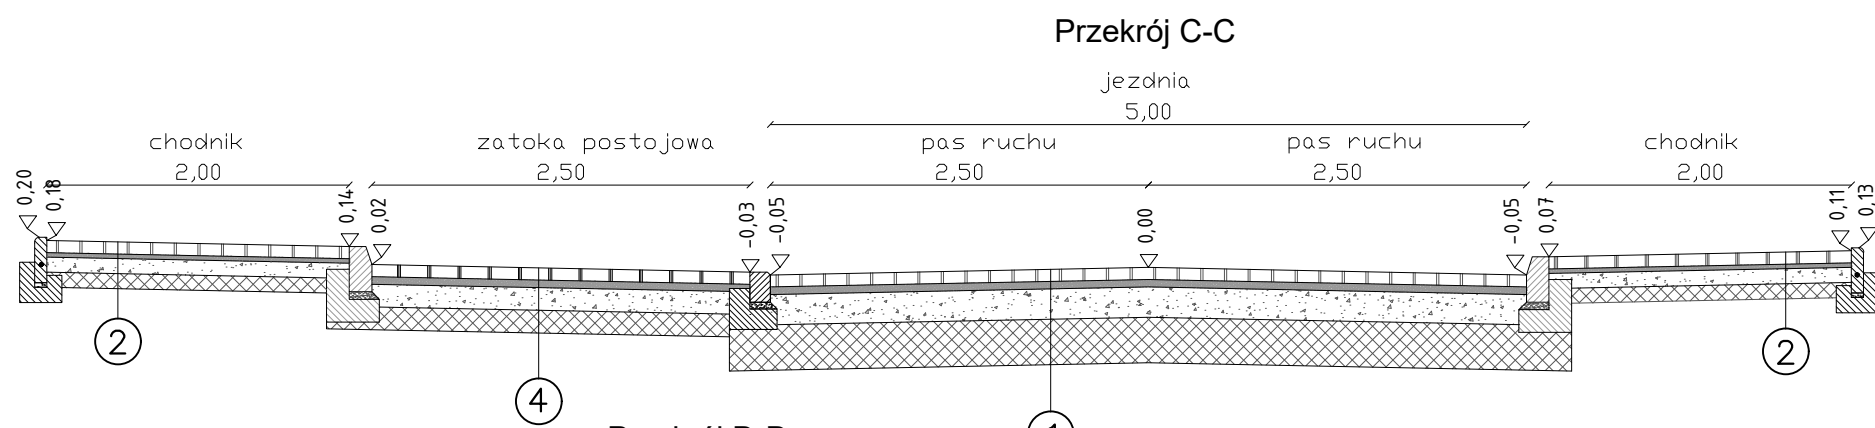 Przekrój C-C
jezdnia
5,00
chodnik
2,00
zatoka postojowa
2,50
pas ruchu
2,50
pas ruchu
2,50
chodnik
2,00
0,20
0,18
0,14
0,02
-0,03
-0,05
0,00
-0,05
0,07
0,11
0,13
2
4
2